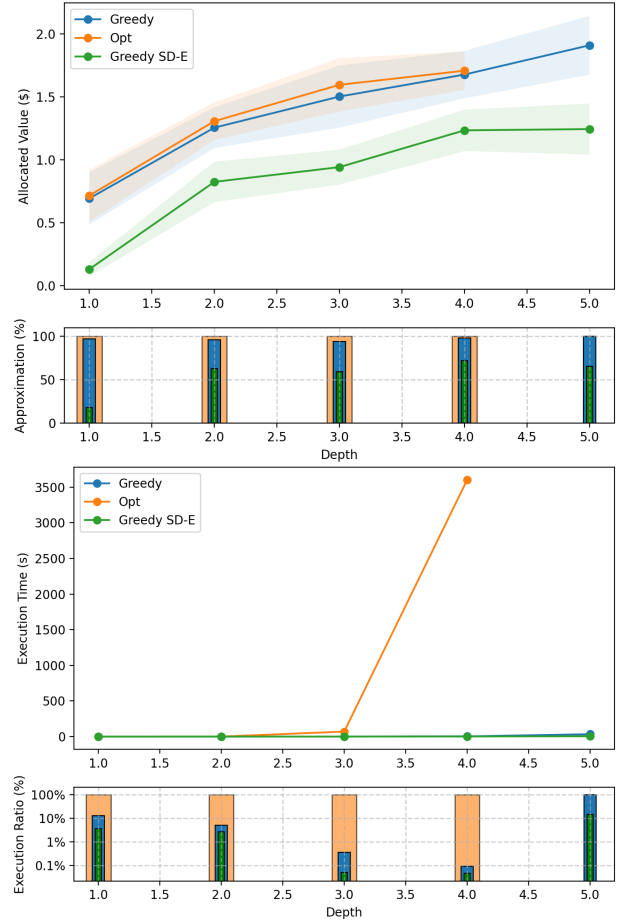 2.0
1.5
1.0
0.5
0.0
Allocated Value ($)
Greedy
Opt
Greedy SD-E
1.0 1.5 2.0 2.5 3.0 3.5 4.0 4.5 5.0
100
50
0
Approximation (%)
1.0 1.5 2.0 2.5 3.0 3.5 4.0 4.5 5.0
Depth
3500
3000
2500
2000
1500
1000
500
0
Execution Time (s)
Greedy
Opt
Greedy SD-E
1.0 1.5 2.0 2.5 3.0 3.5 4.0 4.5 5.0
100%
10%
1%
0.1%
Execution Ratio (%)
1.0 1.5 2.0 2.5 3.0 3.5 4.0 4.5 5.0
Depth